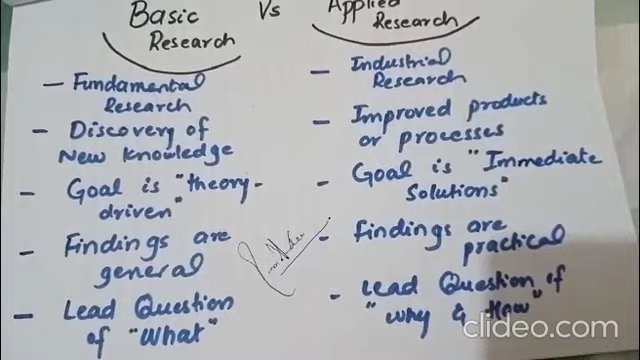 Basic Vs Applied
Research Research
- Fundamental
Research
- Discovery of
New knowledge
- Goal is "theory-
driven"
- Findings are
general
- Lead Question
of "What"
- Industrial
Research
- Improved products
or processes
- Goal is "Immediate
Solutions"
- Findings are
practical
- Lead Question of
"Why & How"
clideo.com